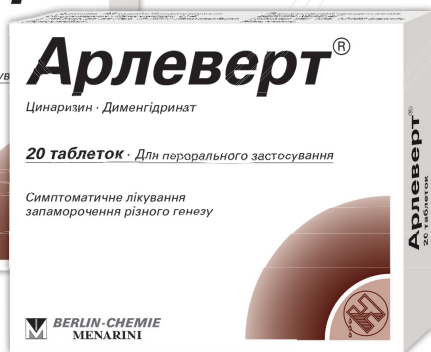 Арлеверт®
Цинаризин · Дименгідринат
20 таблеток · Для перорального застосування
Симптоматичне лікування
запаморочення різного генезу
BERLIN-CHEMIE
MENARINI
Арлеверт®
20 таблеток